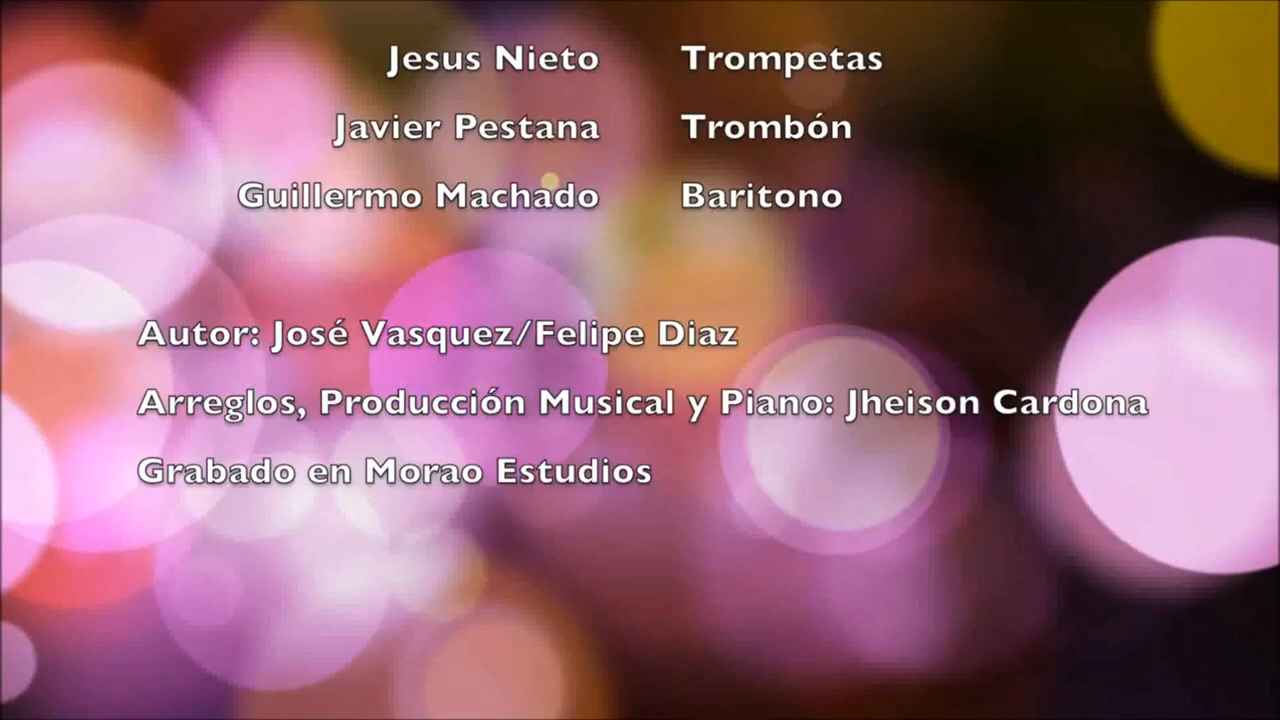 Jesus Nieto Trompetas
Javier Pestana Trombón
Guillermo Machado Baritono
Autor: José Vasquez/Felipe Diaz
Arreglos, Producción Musical y Piano: Jheison Cardona
Grabado en Morao Estudios